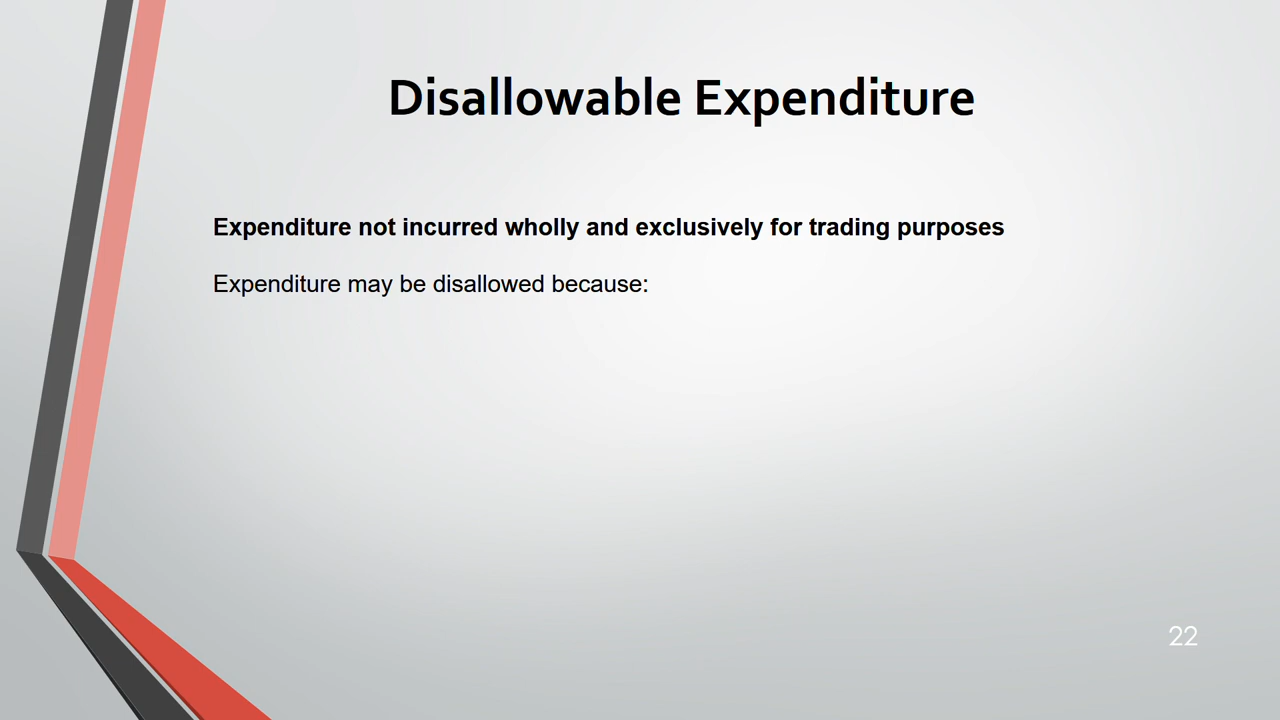 Disallowable Expenditure
Expenditure not incurred wholly and exclusively for trading purposes
Expenditure may be disallowed because:
22